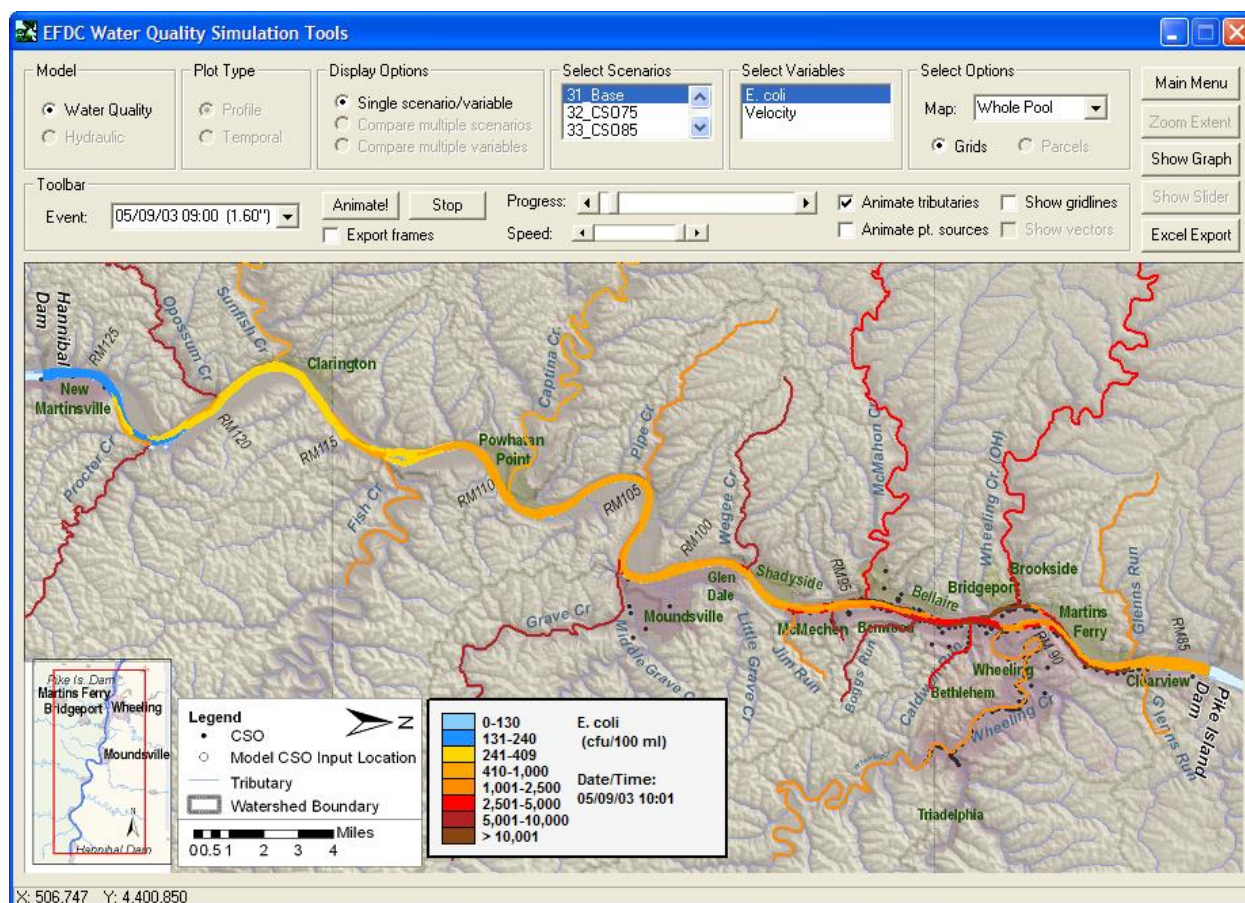 EFDC Water Quality Simulation Tools
Model
Water Quality
Hydraulic
Plot Type
Profile
Temporal
Display Options
Single scenario/variable
Compare multiple scenarios
Compare multiple variables
Select Scenarios
31_Base
32_CSO75
33_CSO85
Select Variables
E. coli
Velocity
Select Options
Map: Whole Pool
Grids Parcels
Main Menu
Zoom Extent
Show Graph
Show Slider
Excel Export
Toolbar
Event: 05/09/03 09:00 (1.60")
Animate! Stop
Export frames
Progress:
Speed:
Animate tributaries Show gridlines
Animate pt. sources Show vectors
Hannibal
Dam
RM125
Opossum Cr
Sunfish Cr
Clarington
New
Martinsville
Procter Cr
RM120
RM115
Fish Cr
Powhatan
Point
RM110
Captina Cr
RM105
Pipe Cr
RM100
Wegee Cr
Grave Cr
Moundsville
Middle Grave Cr
Glen
Dale
Shadyside
Little Grave Cr
McMechen
Jim Run
RM95
McMahon Cr
Bellaire
Benwood
Boggs Run
Caldwell Run
Bethlehem
Wheeling Cr. (OH)
Bridgeport
Brookside
Martins
Ferry
RM 90
Wheeling
Wheeling Cr
Triadelphia
Glenns Run
RM85
Clearview
Glenns Run
Pike Island
Dam
Pike Is. Dam
Martins Ferry
Bridgeport
Wheeling
Moundsville
N
Hannibal Dam
Legend
N
CSO
Model CSO Input Location
Tributary
Watershed Boundary
Miles
0 0.5 1 2 3 4
0-130
131-240
241-409
410-1,000
1,001-2,500
2,501-5,000
5,001-10,000
> 10,001
E. coli
(cfu/100 ml)
Date/Time:
05/09/03 10:01
X: 506,747 Y: 4,400,850